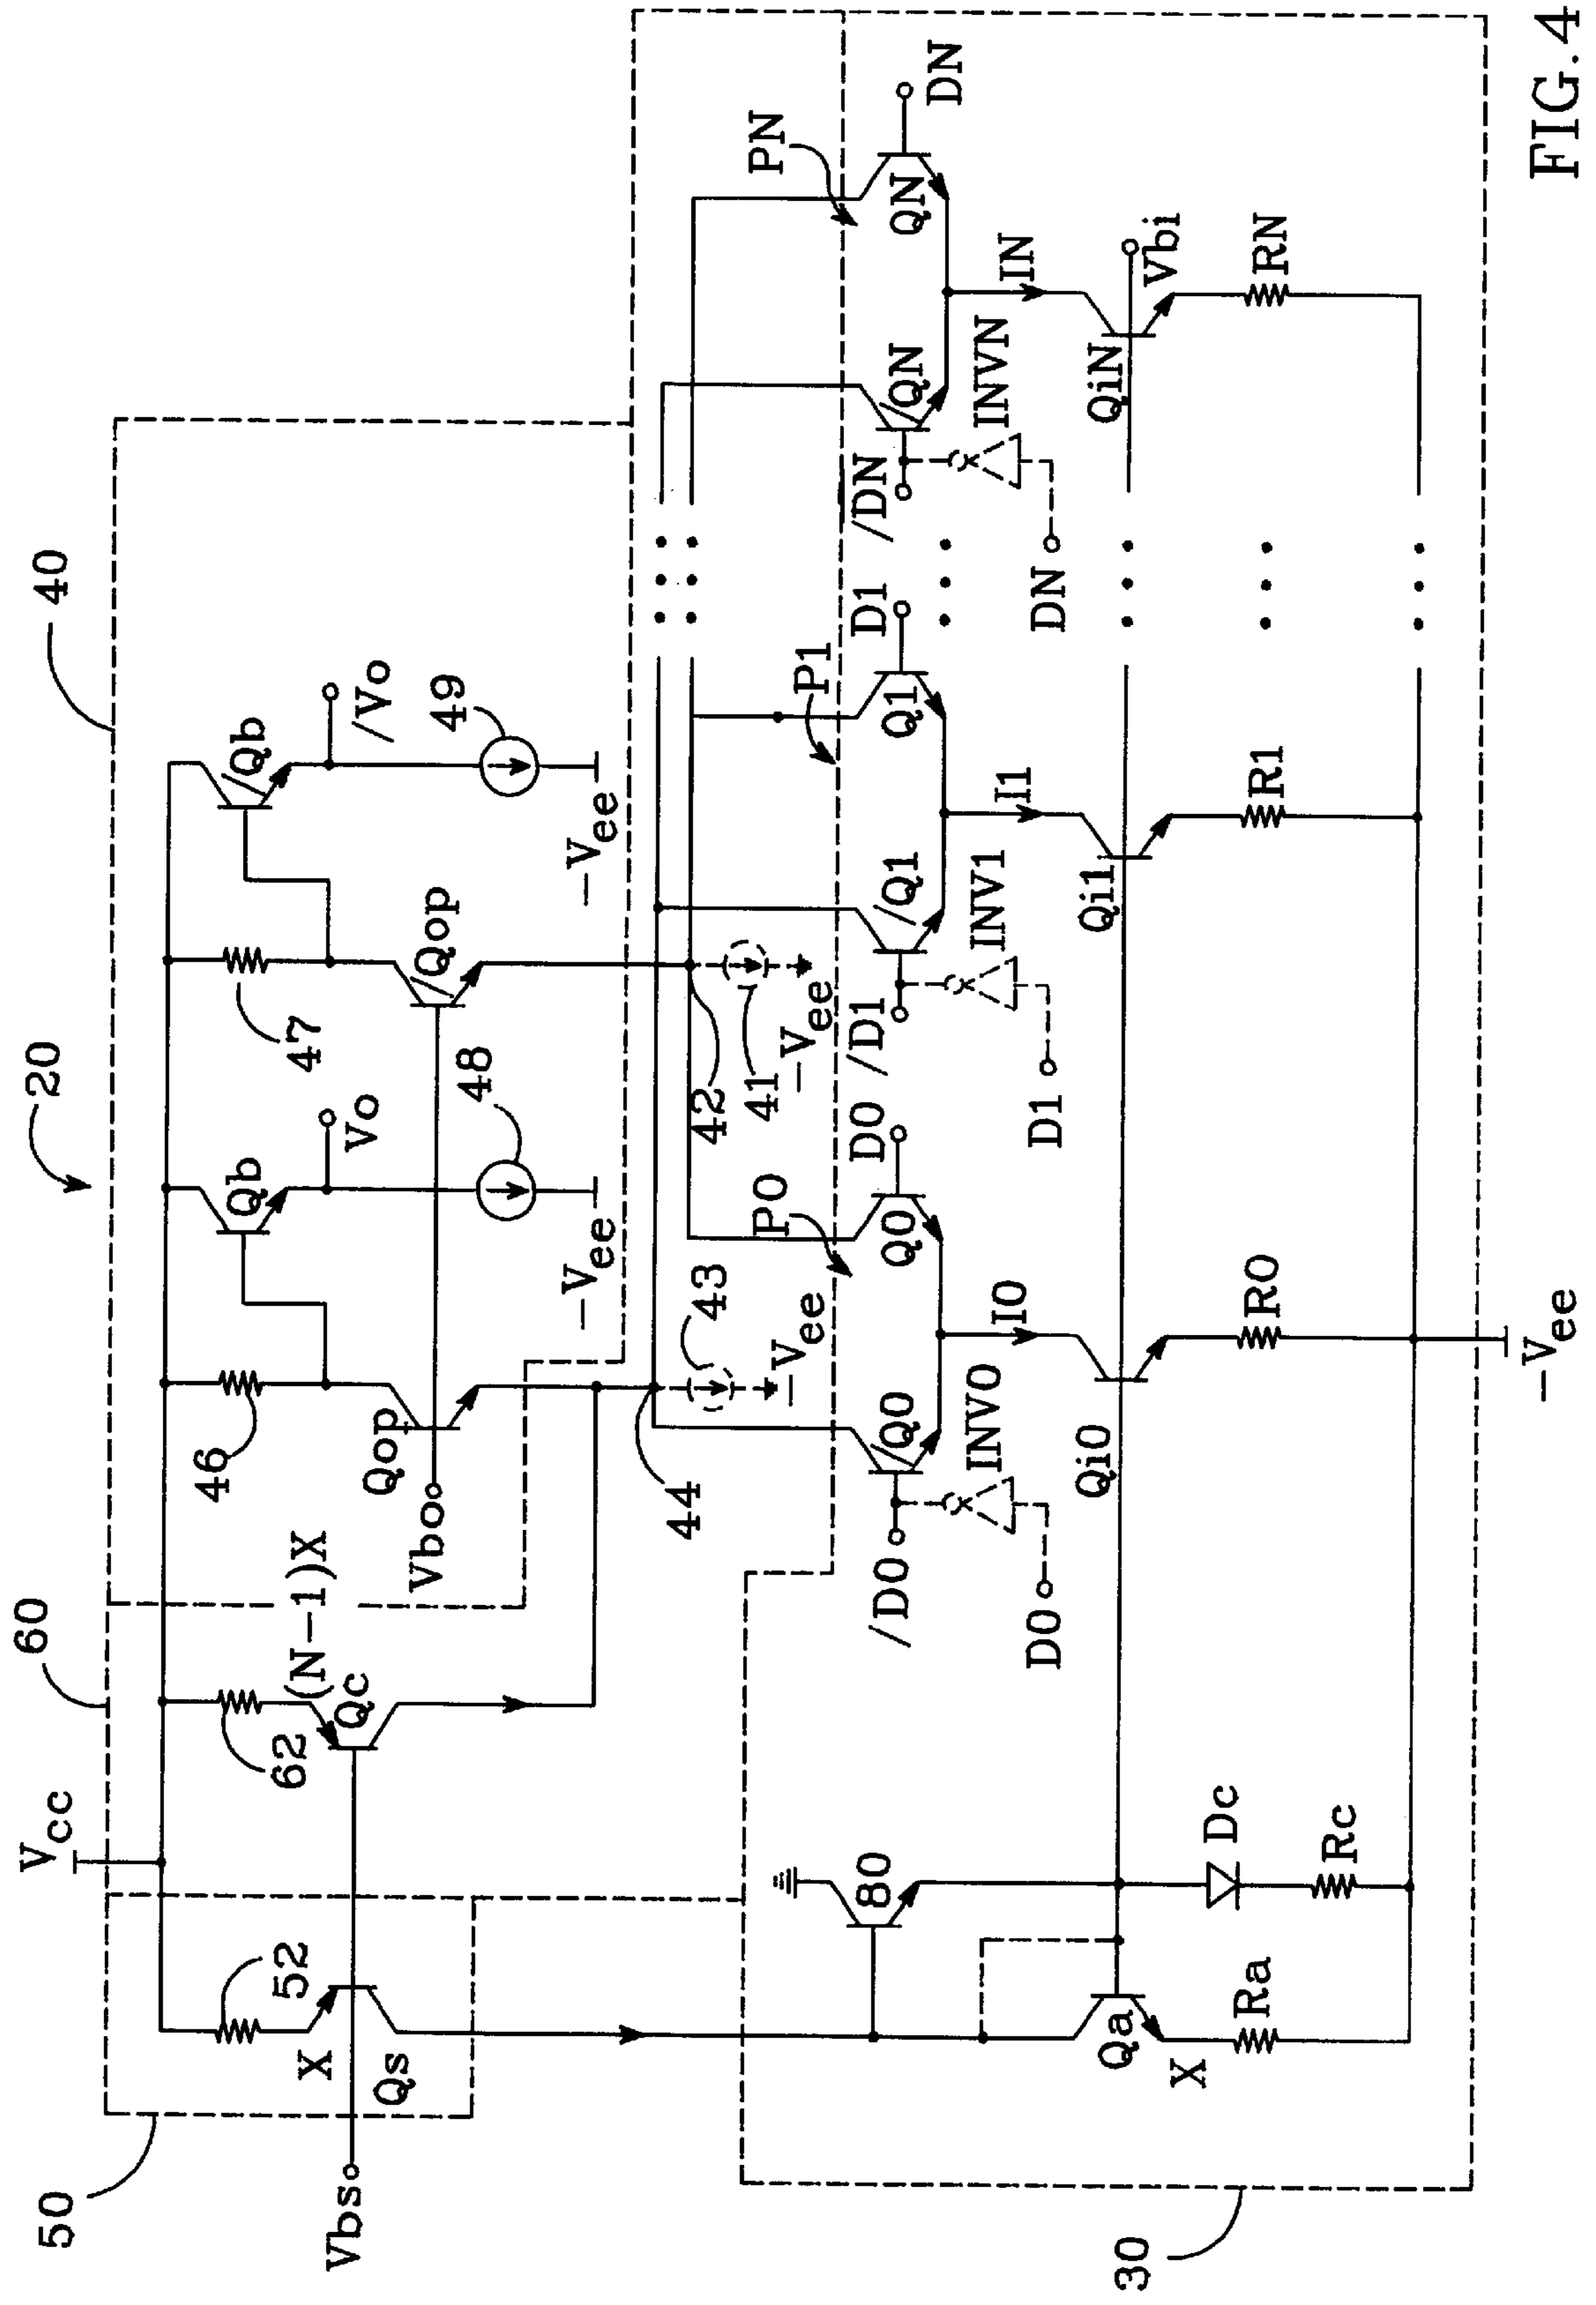 20
40
60
50
Vcc
52
62
46
47
X
Qs
(N-1)X
Qc
Qop
/Qop
Qb
/Qb
Vo
/Vo
48
49
-Vee
-Vee
Vbs
Vbo
44
43
-Vee
42
41
-Vee
P0
P1
PN
/D0
/Q0
Q0
D0
/D1
/Q1
Q1
D1
/DN
/QN
QN
DN
INV0
D0
INV1
D1
INVN
DN
I0
I1
IN
80
Qa
X
Ra
Dc
Rc
Qi0
R0
Qi1
R1
QiN
Vbi
RN
30
-Vee
FIG.4